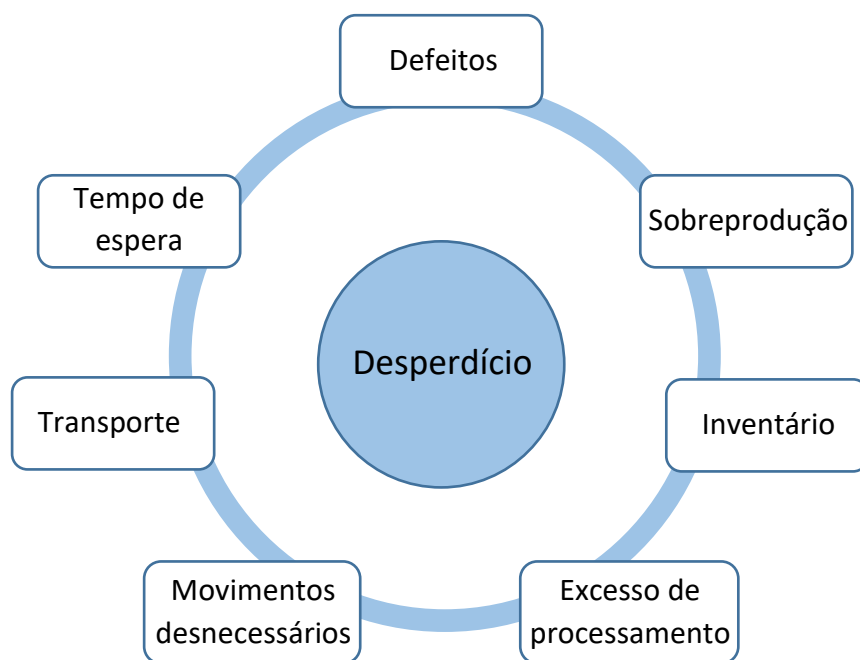 Defeitos
Sobreprodução
Inventário
Excesso de
processamento
Movimentos
desnecessários
Transporte
Tempo de
espera
Desperdício